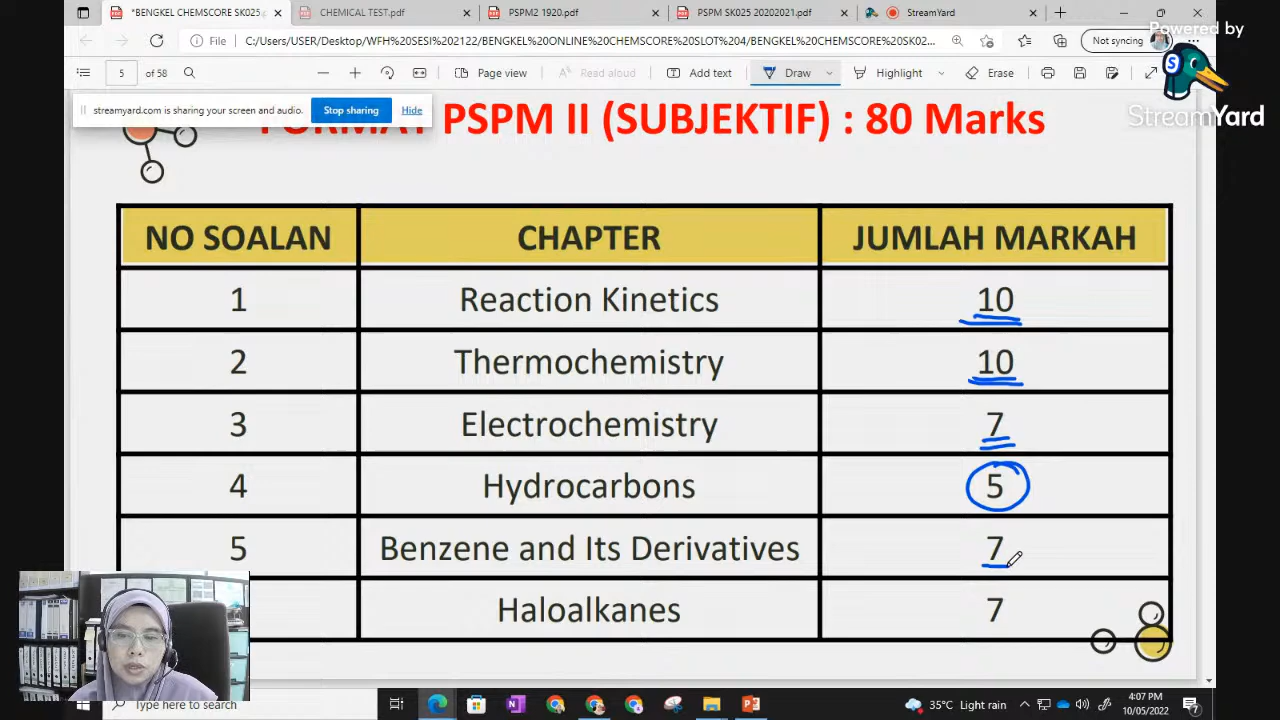 *BENGKEL CHEMSCORE SK025
CHEMICAL TEST.pdf
PSPM2 1920.pdf
PSPM SK025 20202021.pdf
StreamYard
Powered by
StreamYard
File
C:/Users/USER/Desktop/WFH%20SESI%
EL%20ONLINE%20CHEMSCORE%20SLOT%204/BENGKEL%20CHEMSCORE%20SK02...
Not syncing
5 of 58
Page view
Read aloud
Add text
Draw
Highlight
Erase
streamyard.com is sharing your screen and audio.
Stop sharing
Hide
FORMAT PSPM II (SUBJEKTIF) : 80 Marks
NO SOALAN CHAPTER JUMLAH MARKAH
1 Reaction Kinetics 10
2 Thermochemistry 10
3 Electrochemistry 7
4 Hydrocarbons 5
5 Benzene and Its Derivatives 7
Haloalkanes 7
Type here to search
35°C Light rain
4:07 PM
10/05/2022